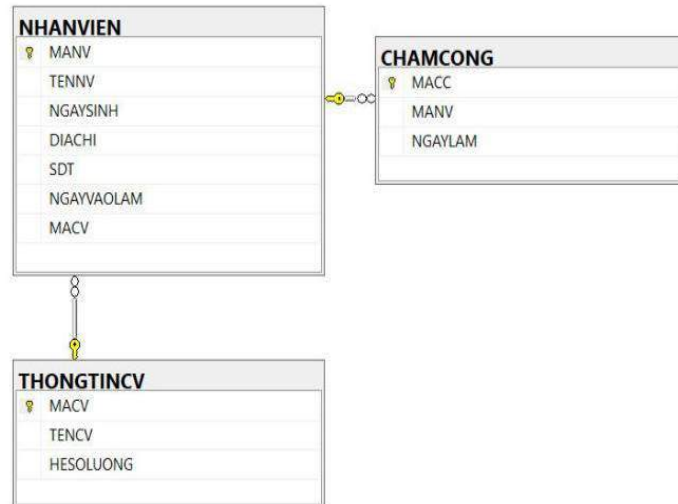 NHANVIEN
MANV
TENNV
NGAYSINH
DIACHI
SDT
NGAYVAOLAM
MACV
CHAMCONG
MACC
MANV
NGAYLAM
THONGTINCV
MACV
TENCV
HESOLUONG